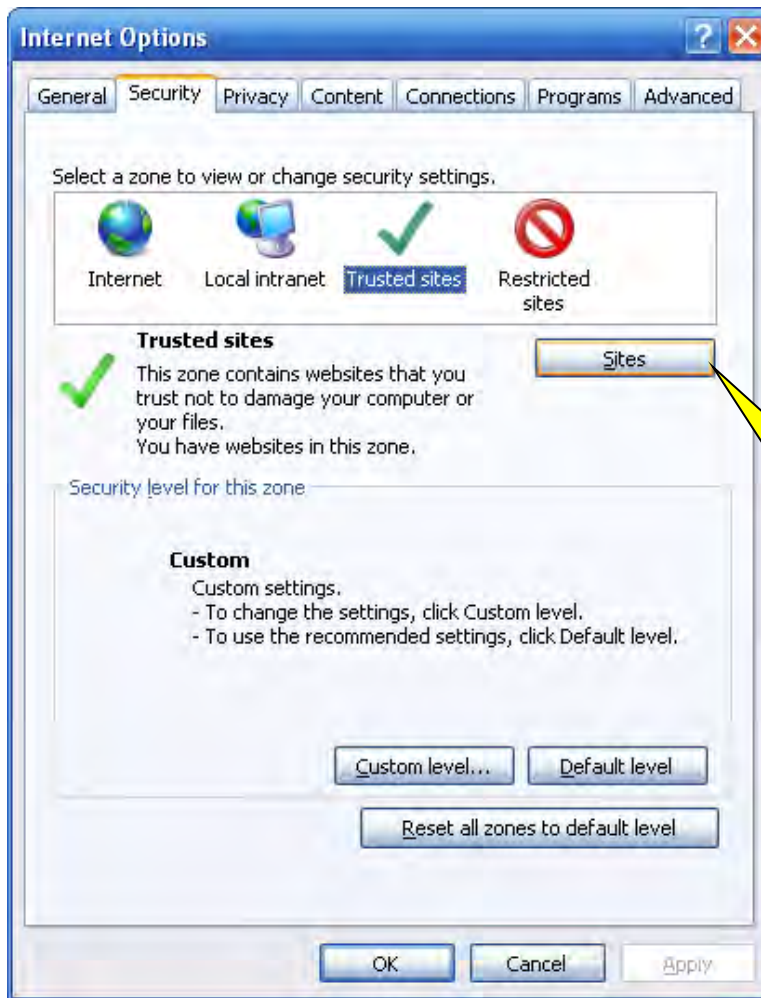 Internet Options
General Security Privacy Content Connections Programs Advanced
Select a zone to view or change security settings.
Internet Local intranet Trusted sites Restricted
sites
Trusted sites
Sites
This zone contains websites that you
trust not to damage your computer or
your files.
You have websites in this zone.
Security level for this zone
Custom
Custom settings.
- To change the settings, click Custom level.
- To use the recommended settings, click Default level.
Custom level... Default level
Reset all zones to default level
OK Cancel Apply